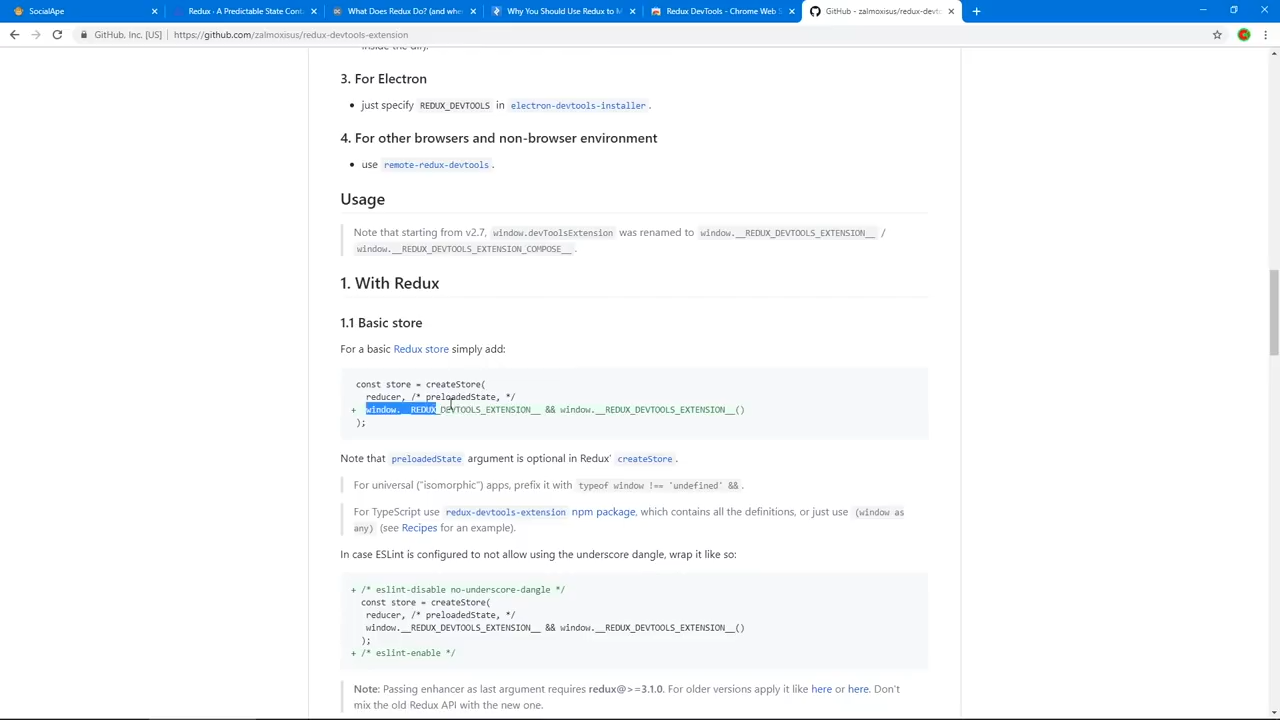 SocialApe
Redux · A Predictable State Conta
What Does Redux Do? (and whe
Why You Should Use Redux to M
Redux DevTools - Chrome Web S
GitHub - zalmoxisus/redux-devto
GitHub, Inc. [US] | https://github.com/zalmoxisus/redux-devtools-extension
3. For Electron
just specify REDUX_DEVTOOLS in electron-devtools-installer.
4. For other browsers and non-browser environment
use remote-redux-devtools.
Usage
Note that starting from v2.7, window.devToolsExtension was renamed to window.__REDUX_DEVTOOLS_EXTENSION__ /
window.__REDUX_DEVTOOLS_EXTENSION_COMPOSE__.
1. With Redux
1.1 Basic store
For a basic Redux store simply add:
const store = createStore(
reducer, /* preloadedState, */
+ window.__REDUX_DEVTOOLS_EXTENSION__ && window.__REDUX_DEVTOOLS_EXTENSION__()
);
Note that preloadedState argument is optional in Redux' createStore.
For universal ("isomorphic") apps, prefix it with typeof window !== 'undefined' &&.
For TypeScript use redux-devtools-extension npm package, which contains all the definitions, or just use (window as
any) (see Recipes for an example).
In case ESLint is configured to not allow using the underscore dangle, wrap it like so:
+ /* eslint-disable no-underscore-dangle */
const store = createStore(
reducer, /* preloadedState, */
window.__REDUX_DEVTOOLS_EXTENSION__ && window.__REDUX_DEVTOOLS_EXTENSION__()
);
+ /* eslint-enable */
Note: Passing enhancer as last argument requires redux@>=3.1.0. For older versions apply it like here or here. Don't
mix the old Redux API with the new one.